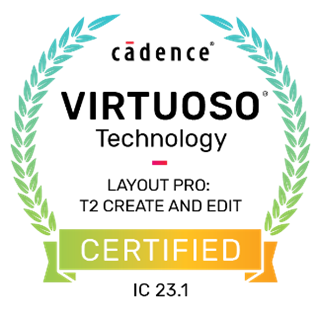 cādence®
VIRTUOSO®
Technology
LAYOUT PRO:
T2 CREATE AND EDIT
CERTIFIED
IC 23.1